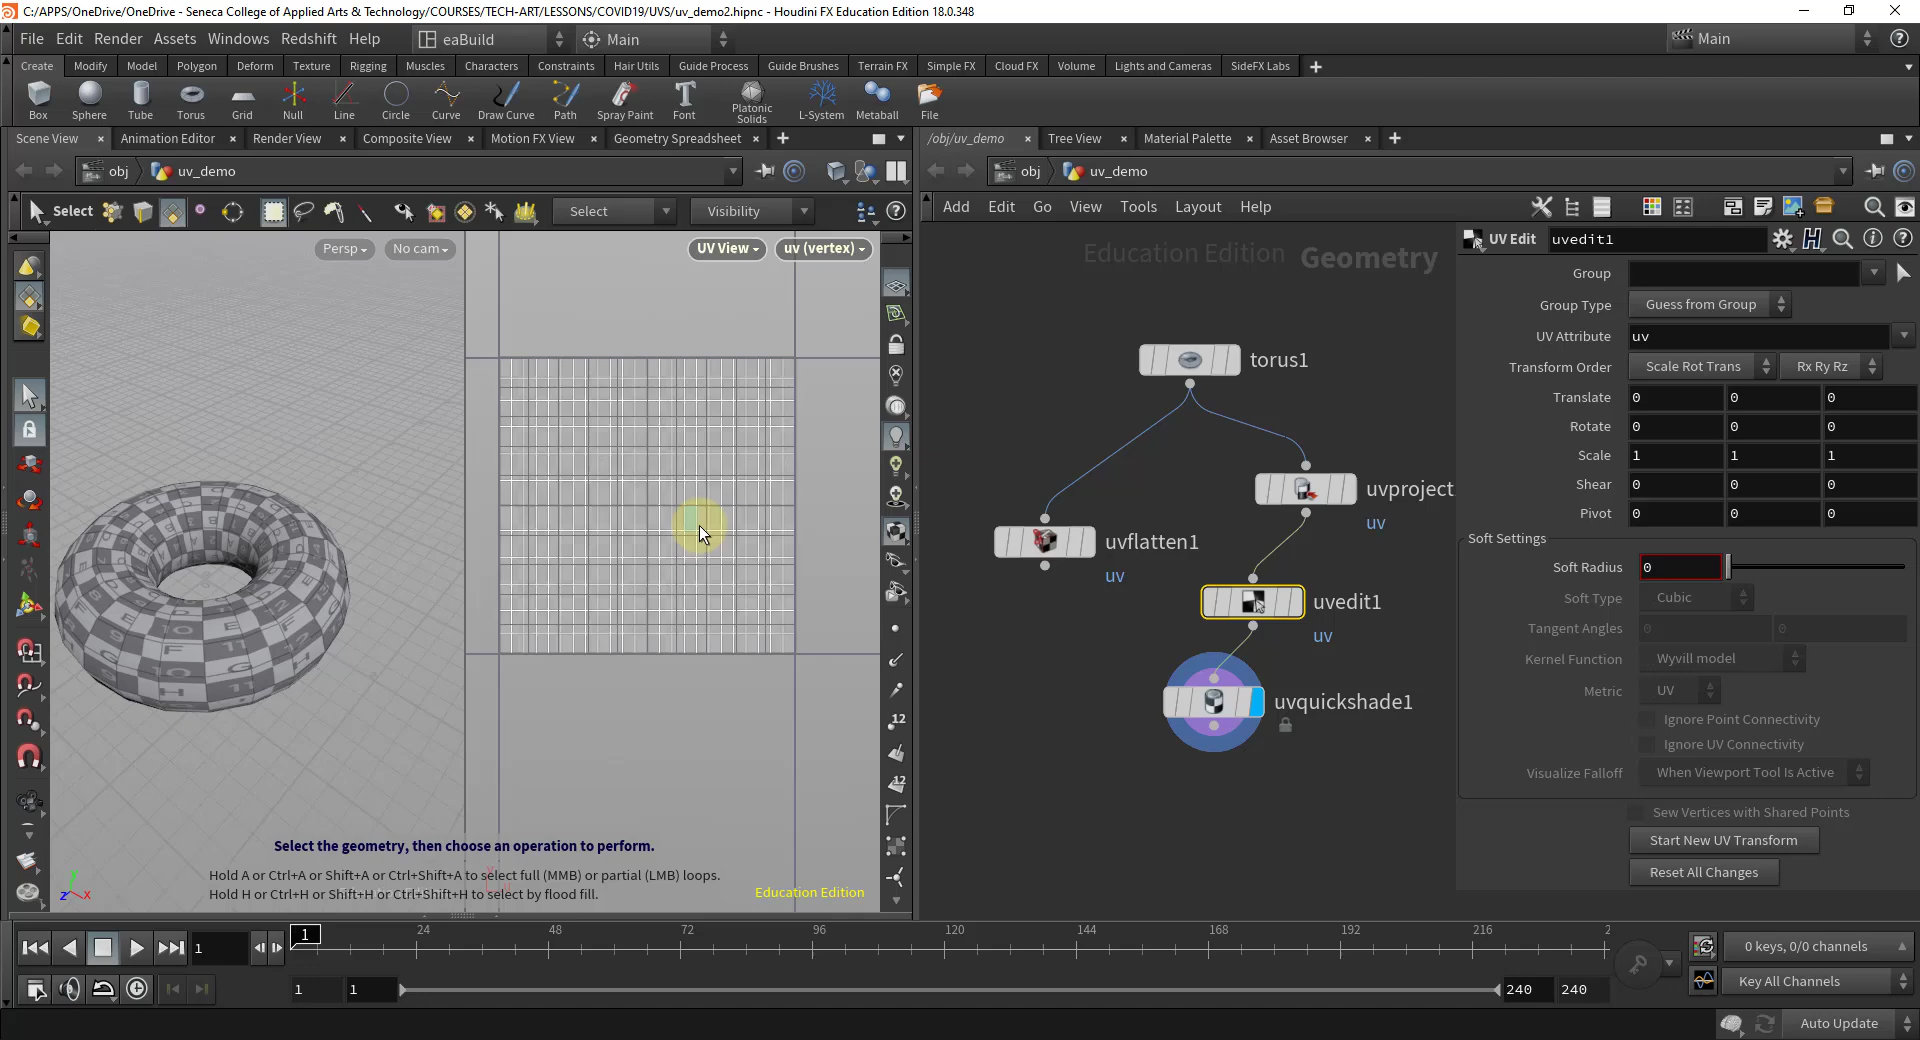 C:/APPS/OneDrive/OneDrive - Seneca College of Applied Arts & Technology/COURSES/TECH-ART/LESSONS/COVID19/UVS/uv_demo2.hipnc - Houdini FX Education Edition 18.0.348
File Edit Render Assets Windows Redshift Help eaBuild Main Main
Create Modify Model Polygon Deform Texture Rigging Muscles Characters Constraints Hair Utils Guide Process Guide Brushes Terrain FX Simple FX Cloud FX Volume Lights and Cameras SideFX Labs
Box Sphere Tube Torus Grid Null Line Circle Curve Draw Curve Path Spray Paint Font Platonic Solids L-System Metaball File
Scene View Animation Editor Render View Composite View Motion FX View Geometry Spreadsheet /obj/uv_demo Tree View Material Palette Asset Browser
obj uv_demo obj uv_demo
Select Select Visibility Add Edit Go View Tools Layout Help
Persp No cam UV View uv (vertex)
Education Edition Geometry
UV Edit uvedit1
Group
Group Type Guess from Group
UV Attribute uv
Transform Order Scale Rot Trans Rx Ry Rz
Translate 0 0 0
Rotate 0 0 0
Scale 1 1 1
Shear 0 0 0
Pivot 0 0 0
Soft Settings
Soft Radius 0
Soft Type Cubic
Tangent Angles 0 0
Kernel Function Wyvill model
Metric UV
Ignore Point Connectivity
Ignore UV Connectivity
Visualize Falloff When Viewport Tool Is Active
Sew Vertices with Shared Points
Start New UV Transform
Reset All Changes
torus1
uvproject
uv
uvflatten1
uv
uvedit1
uv
uvquickshade1
12
12
Select the geometry, then choose an operation to perform.
Hold A or Ctrl+A or Shift+A or Ctrl+Shift+A to select full (MMB) or partial (LMB) loops.
Hold H or Ctrl+H or Shift+H or Ctrl+Shift+H to select by flood fill.
Education Edition
z y x
1 1 24 48 72 96 120 144 168 192 216 2
0 keys, 0/0 channels
1 1 240 240
Key All Channels
Auto Update